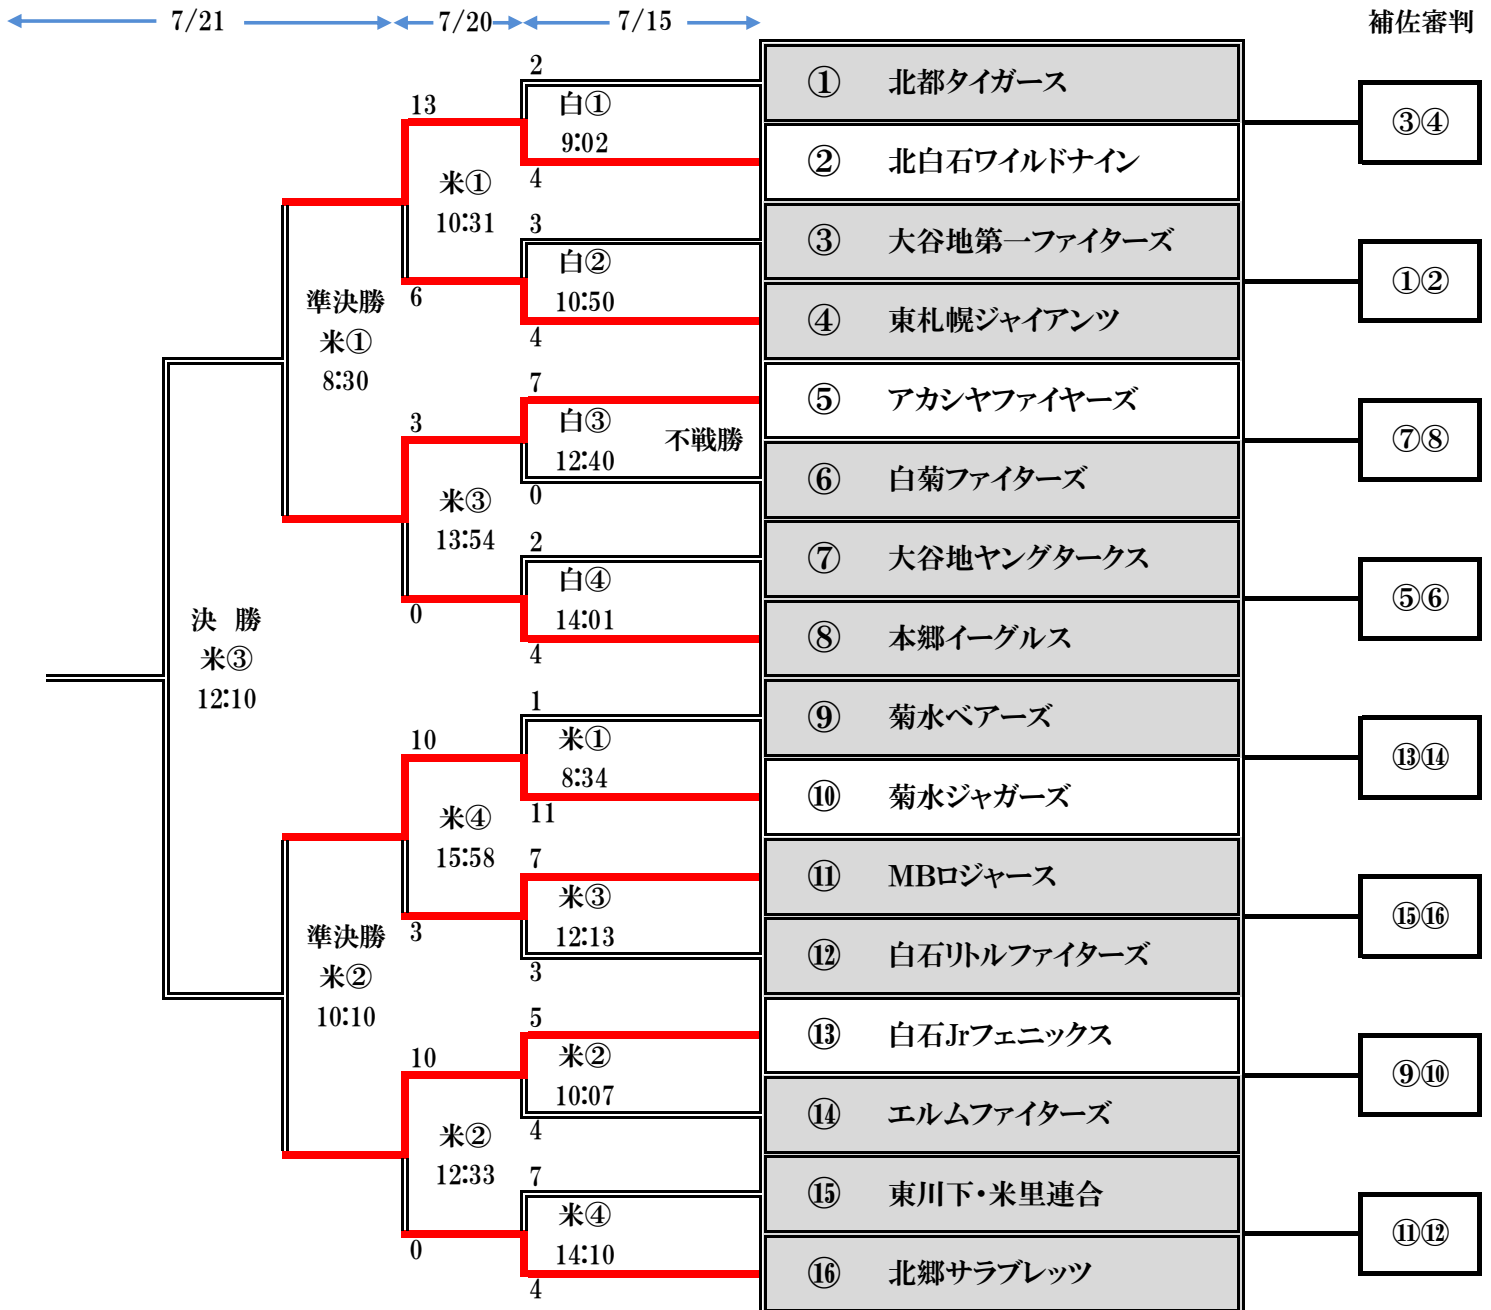 7/21
7/20
7/15
補佐審判
2
① 北都タイガース
13
白①
9:02
③④
② 北白石ワイルドナイン
4
米①
10:31
3
③ 大谷地第一ファイターズ
白②
10:50
①②
6
準決勝
米①
8:30
④ 東札幌ジャイアンツ
4
7
⑤ アカシヤファイヤーズ
3
白③
12:40
不戦勝
⑦⑧
⑥ 白菊ファイターズ
0
米③
13:54
2
⑦ 大谷地ヤングタークス
白④
14:01
⑤⑥
0
決 勝
米③
12:10
⑧ 本郷イーグルス
4
1
⑨ 菊水ベアーズ
10
米①
8:34
⑬⑭
⑩ 菊水ジャガーズ
11
米④
15:58
7
⑪ MBロジャース
米③
12:13
⑮⑯
3
準決勝
米②
10:10
⑫ 白石リトルファイターズ
3
5
⑬ 白石Jrフェニックス
10
米②
10:07
⑨⑩
⑭ エルムファイターズ
4
米②
12:33
7
⑮ 東川下・米里連合
米④
14:10
⑪⑫
0
⑯ 北郷サラブレッツ
4